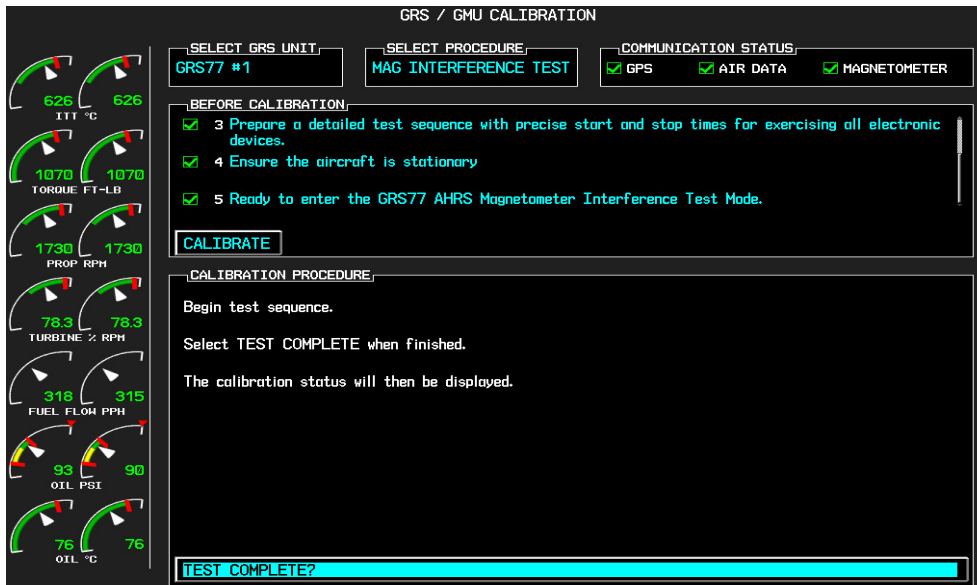 GRS / GMU CALIBRATION
SELECT GRS UNIT
GRS77 #1
SELECT PROCEDURE
MAG INTERFERENCE TEST
COMMUNICATION STATUS
GPS AIR DATA MAGNETOMETER
626 626
ITT °C
1070 1070
TORQUE FT-LB
1730 1730
PROP RPM
78.3 78.3
TURBINE % RPM
318 315
FUEL FLOW PPH
93 90
OIL PSI
76 76
OIL °C
BEFORE CALIBRATION
3 Prepare a detailed test sequence with precise start and stop times for exercising all electronic
devices.
4 Ensure the aircraft is stationary
5 Ready to enter the GRS77 AHRS Magnetometer Interference Test Mode.
CALIBRATE
CALIBRATION PROCEDURE
Begin test sequence.
Select TEST COMPLETE when finished.
The calibration status will then be displayed.
TEST COMPLETE?